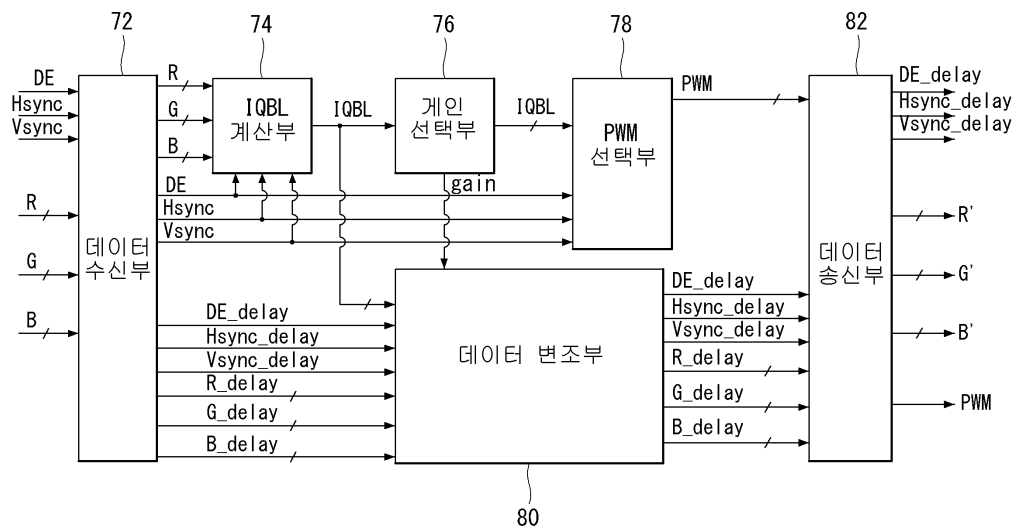 72
74
76
78
82
DE
Hsync
Vsync
R
G
B
데이터
수신부
R
G
B
IQBL
계산부
IQBL
게인
선택부
IQBL
PWM
선택부
PWM
gain
DE
Hsync
Vsync
DE_delay
Hsync_delay
Vsync_delay
R_delay
G_delay
B_delay
데이터 변조부
80
DE_delay
Hsync_delay
Vsync_delay
R_delay
G_delay
B_delay
데이터
송신부
DE_delay
Hsync_delay
Vsync_delay
R'
G'
B'
PWM